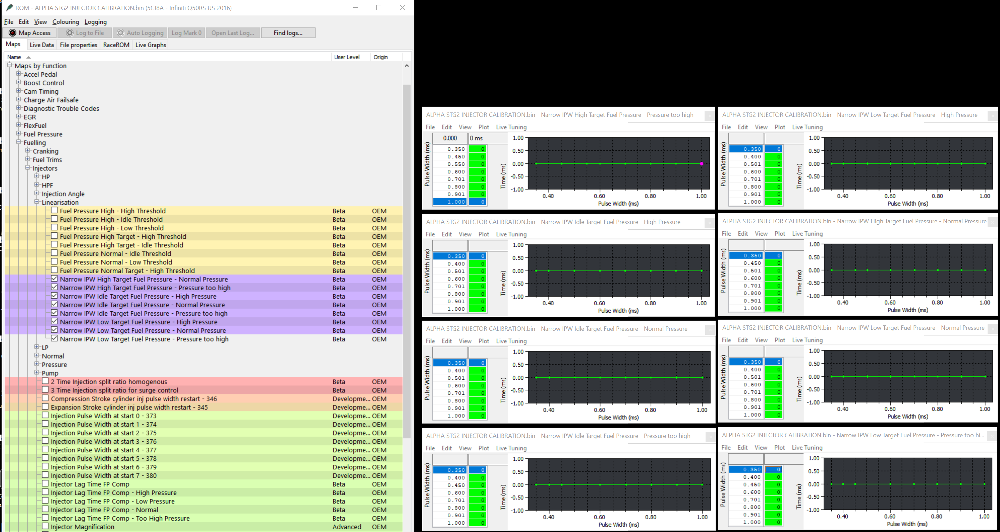 ROM - ALPHA STG2 INJECTOR CALIBRATION.bin (5CJ8A - Infiniti Q50RS US 2016)
File Edit View Colouring Logging
Map Access Log to File Auto Logging Log Mark 0 Open Last Log... Find logs...
Maps Live Data File properties RaceROM Live Graphs
Name User Level Origin
Maps by Function
Accel Pedal
Boost Control
Cam Timing
Charge Air Failsafe
Diagnostic Trouble Codes
EGR
FlexFuel
Fuel Pressure
Fuelling
Cranking
Fuel Trims
Injectors
HP
HPF
Injection Angle
Linearisation
Fuel Pressure High - High Threshold Beta OEM
Fuel Pressure High - Idle Threshold Beta OEM
Fuel Pressure High - Low Threshold Beta OEM
Fuel Pressure High Target - High Threshold Beta OEM
Fuel Pressure High Target - Idle Threshold Beta OEM
Fuel Pressure Normal - Idle Threshold Beta OEM
Fuel Pressure Normal - Low Threshold Beta OEM
Fuel Pressure Normal Target - High Threshold Beta OEM
Narrow IPW High Target Fuel Pressure - Normal Pressure Beta OEM
Narrow IPW High Target Fuel Pressure - Pressure too high Beta OEM
Narrow IPW Idle Target Fuel Pressure - High Pressure Beta OEM
Narrow IPW Idle Target Fuel Pressure - Normal Pressure Beta OEM
Narrow IPW Idle Target Fuel Pressure - Pressure too high Beta OEM
Narrow IPW Low Target Fuel Pressure - High Pressure Beta OEM
Narrow IPW Low Target Fuel Pressure - Normal Pressure Beta OEM
Narrow IPW Low Target Fuel Pressure - Pressure too high Beta OEM
LP
Normal
Pressure
Pump
2 Time Injection split ratio homogenous Beta OEM
3 Time Injection split ratio for surge control Beta OEM
Compression Stroke cylinder inj pulse width restart - 346 Developme... OEM
Expansion Stroke cylinder inj pulse width restart - 345 Developme... OEM
Injection Pulse Width at start 0 - 373 Developme... OEM
Injection Pulse Width at start 1 - 374 Developme... OEM
Injection Pulse Width at start 2 - 375 Developme... OEM
Injection Pulse Width at start 3 - 376 Developme... OEM
Injection Pulse Width at start 4 - 377 Developme... OEM
Injection Pulse Width at start 5 - 378 Developme... OEM
Injection Pulse Width at start 6 - 379 Developme... OEM
Injection Pulse Width at start 7 - 380 Developme... OEM
Injector Lag Time FP Comp Beta OEM
Injector Lag Time FP Comp - High Pressure Beta OEM
Injector Lag Time FP Comp - Low Pressure Beta OEM
Injector Lag Time FP Comp - Normal Beta OEM
Injector Lag Time FP Comp - Too High Pressure Beta OEM
Injector Magnification Advanced OEM
ALPHA STG2 INJECTOR CALIBRATION.bin - Narrow IPW High Target Fuel Pressure - Pressure too high
File Edit View Plot Live Tuning
Pulse Width (ms)
0.000 0 ms
0.350 0
0.450 0
0.550 0
0.600 0
0.701 0
0.800 0
0.901 0
1.000 0
Time (ms)
1.00
0.50
0.00
-0.50
-1.00
0.40 0.60 0.80 1.00
Pulse Width (ms)
ALPHA STG2 INJECTOR CALIBRATION.bin - Narrow IPW Low Target Fuel Pressure - High Pressure
File Edit View Plot Live Tuning
Pulse Width (ms)
0.350 0
0.400 0
0.501 0
0.600 0
0.701 0
0.800 0
0.901 0
1.000 0
Time (ms)
1.00
0.50
0.00
-0.50
-1.00
0.40 0.60 0.80 1.00
Pulse Width (ms)
ALPHA STG2 INJECTOR CALIBRATION.bin - Narrow IPW Idle Target Fuel Pressure - High Pressure
File Edit View Plot Live Tuning
Pulse Width (ms)
0.350 0
0.400 0
0.501 0
0.600 0
0.701 0
0.800 0
0.901 0
1.000 0
Time (ms)
1.00
0.50
0.00
-0.50
-1.00
0.40 0.60 0.80 1.00
Pulse Width (ms)
ALPHA STG2 INJECTOR CALIBRATION.bin - Narrow IPW High Target Fuel Pressure - Normal Pressure
File Edit View Plot Live Tuning
Pulse Width (ms)
0.350 0
0.450 0
0.501 0
0.600 0
0.701 0
0.800 0
0.901 0
1.000 0
Time (ms)
1.00
0.50
0.00
-0.50
-1.00
0.40 0.60 0.80 1.00
Pulse Width (ms)
ALPHA STG2 INJECTOR CALIBRATION.bin - Narrow IPW Idle Target Fuel Pressure - Normal Pressure
File Edit View Plot Live Tuning
Pulse Width (ms)
0.350 0
0.400 0
0.501 0
0.600 0
0.701 0
0.800 0
0.901 0
1.000 0
Time (ms)
1.00
0.50
0.00
-0.50
-1.00
0.40 0.60 0.80 1.00
Pulse Width (ms)
ALPHA STG2 INJECTOR CALIBRATION.bin - Narrow IPW Low Target Fuel Pressure - Normal Pressure
File Edit View Plot Live Tuning
Pulse Width (ms)
0.350 0
0.400 0
0.501 0
0.600 0
0.701 0
0.800 0
0.901 0
1.000 0
Time (ms)
1.00
0.50
0.00
-0.50
-1.00
0.40 0.60 0.80 1.00
Pulse Width (ms)
ALPHA STG2 INJECTOR CALIBRATION.bin - Narrow IPW Idle Target Fuel Pressure - Pressure too high
File Edit View Plot Live Tuning
Pulse Width (ms)
0.350 0
0.400 0
0.450 0
0.600 0
0.701 0
0.800 0
0.901 0
1.000 0
Time (ms)
1.00
0.50
0.00
-0.50
-1.00
0.40 0.60 0.80 1.00
Pulse Width (ms)
ALPHA STG2 INJECTOR CALIBRATION.bin - Narrow IPW Low Target Fuel Pressure - Pressure too hi...
File Edit View Plot Live Tuning
Pulse Width (ms)
0.350 0
0.400 0
0.450 0
0.600 0
0.701 0
0.800 0
0.901 0
1.000 0
Time (ms)
1.00
0.50
0.00
-0.50
-1.00
0.40 0.60 0.80 1.00
Pulse Width (ms)